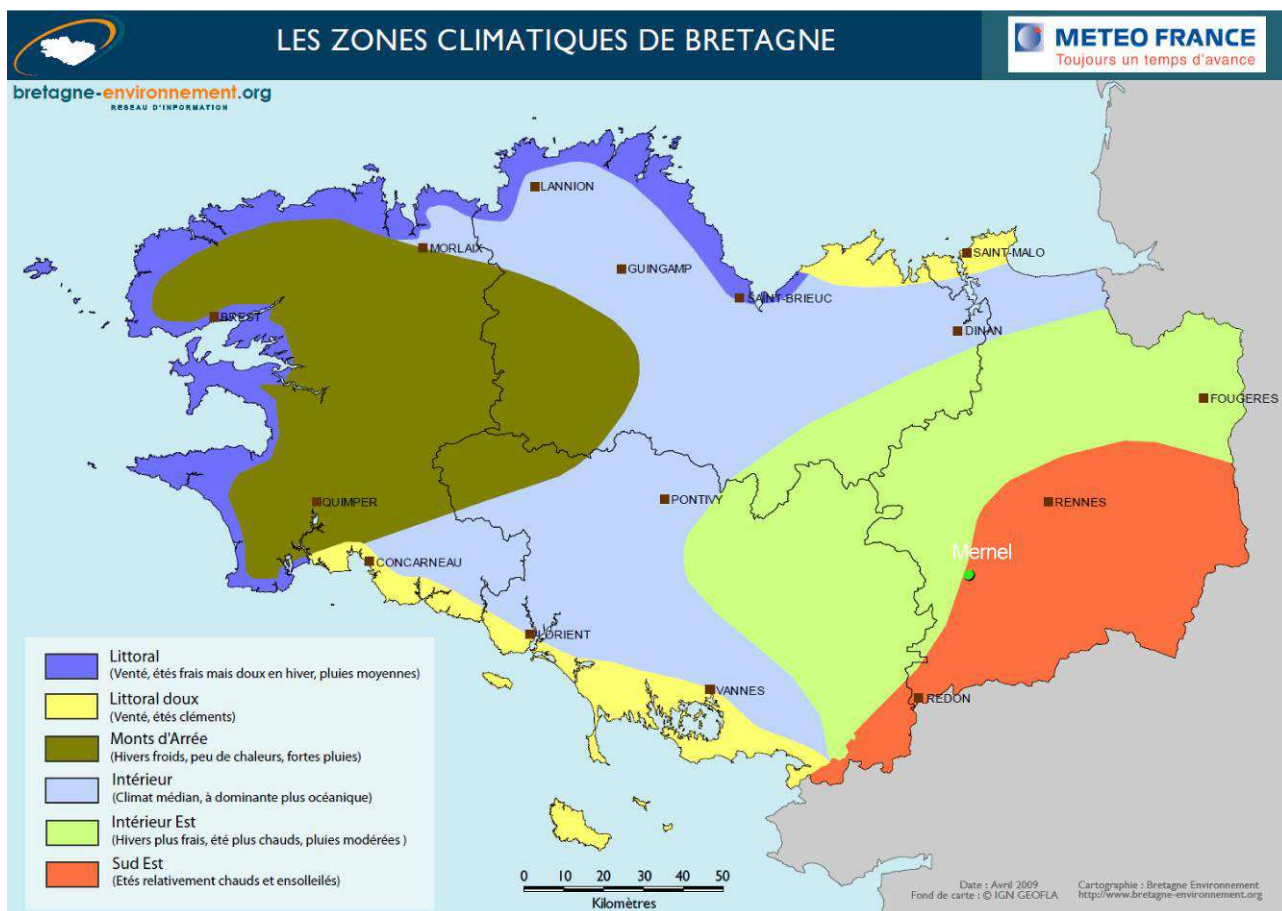 LES ZONES CLIMATIQUES DE BRETAGNE
METEO FRANCE
Toujours un temps d'avance
bretagne-environnement.org
RESEAU D'INFORMATION
LANNION
MORLAIX
GUINGAMP
SAINT-MALO
SAINT-BRIEUC
BREST
DINAN
FOUGERES
QUIMPER
PONTIVY
RENNES
Mernel
CONCARNEAU
LORIENT
VANNES
REDON
Littoral
(Venté, étés frais mais doux en hiver, pluies moyennes)
Littoral doux
(Venté, étés cléments)
Monts d'Arrée
(Hivers froids, peu de chaleurs, fortes pluies)
Intérieur
(Climat médian, à dominante plus océanique)
Intérieur Est
(Hivers plus frais, été plus chauds, pluies modérées )
Sud Est
(Etés relativement chauds et ensolleilés)
0 10 20 30 40 50
Kilomètres
Date : Avril 2009
Fond de carte : © IGN GEOFLA
Cartographie : Bretagne Environnement
http://www.bretagne-environnement.org